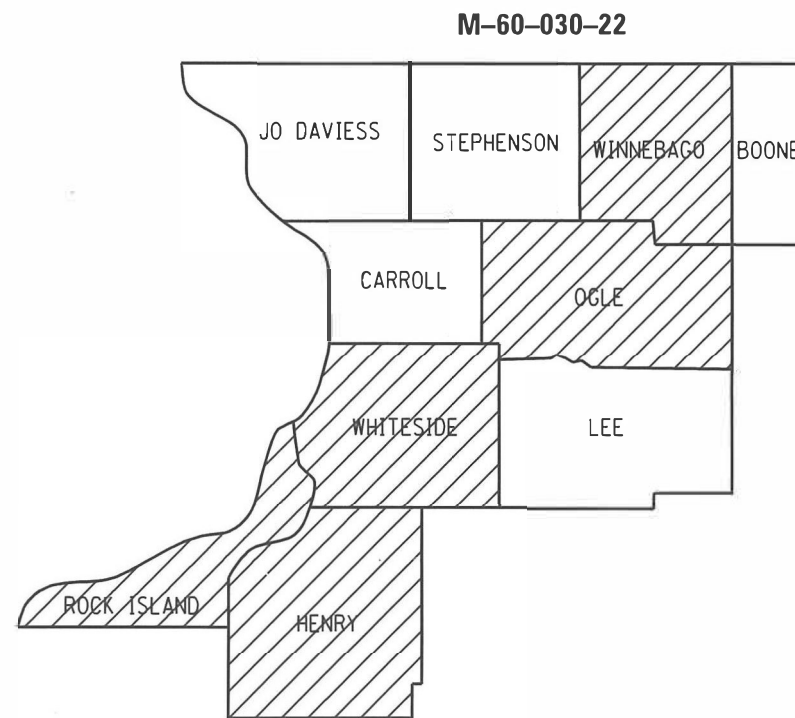 M–60–030–22
JO DAVIESS
STEPHENSON
WINNEBAGO
BOONE
CARROLL
OGLE
WHITESIDE
LEE
ROCK ISLAND
HENRY